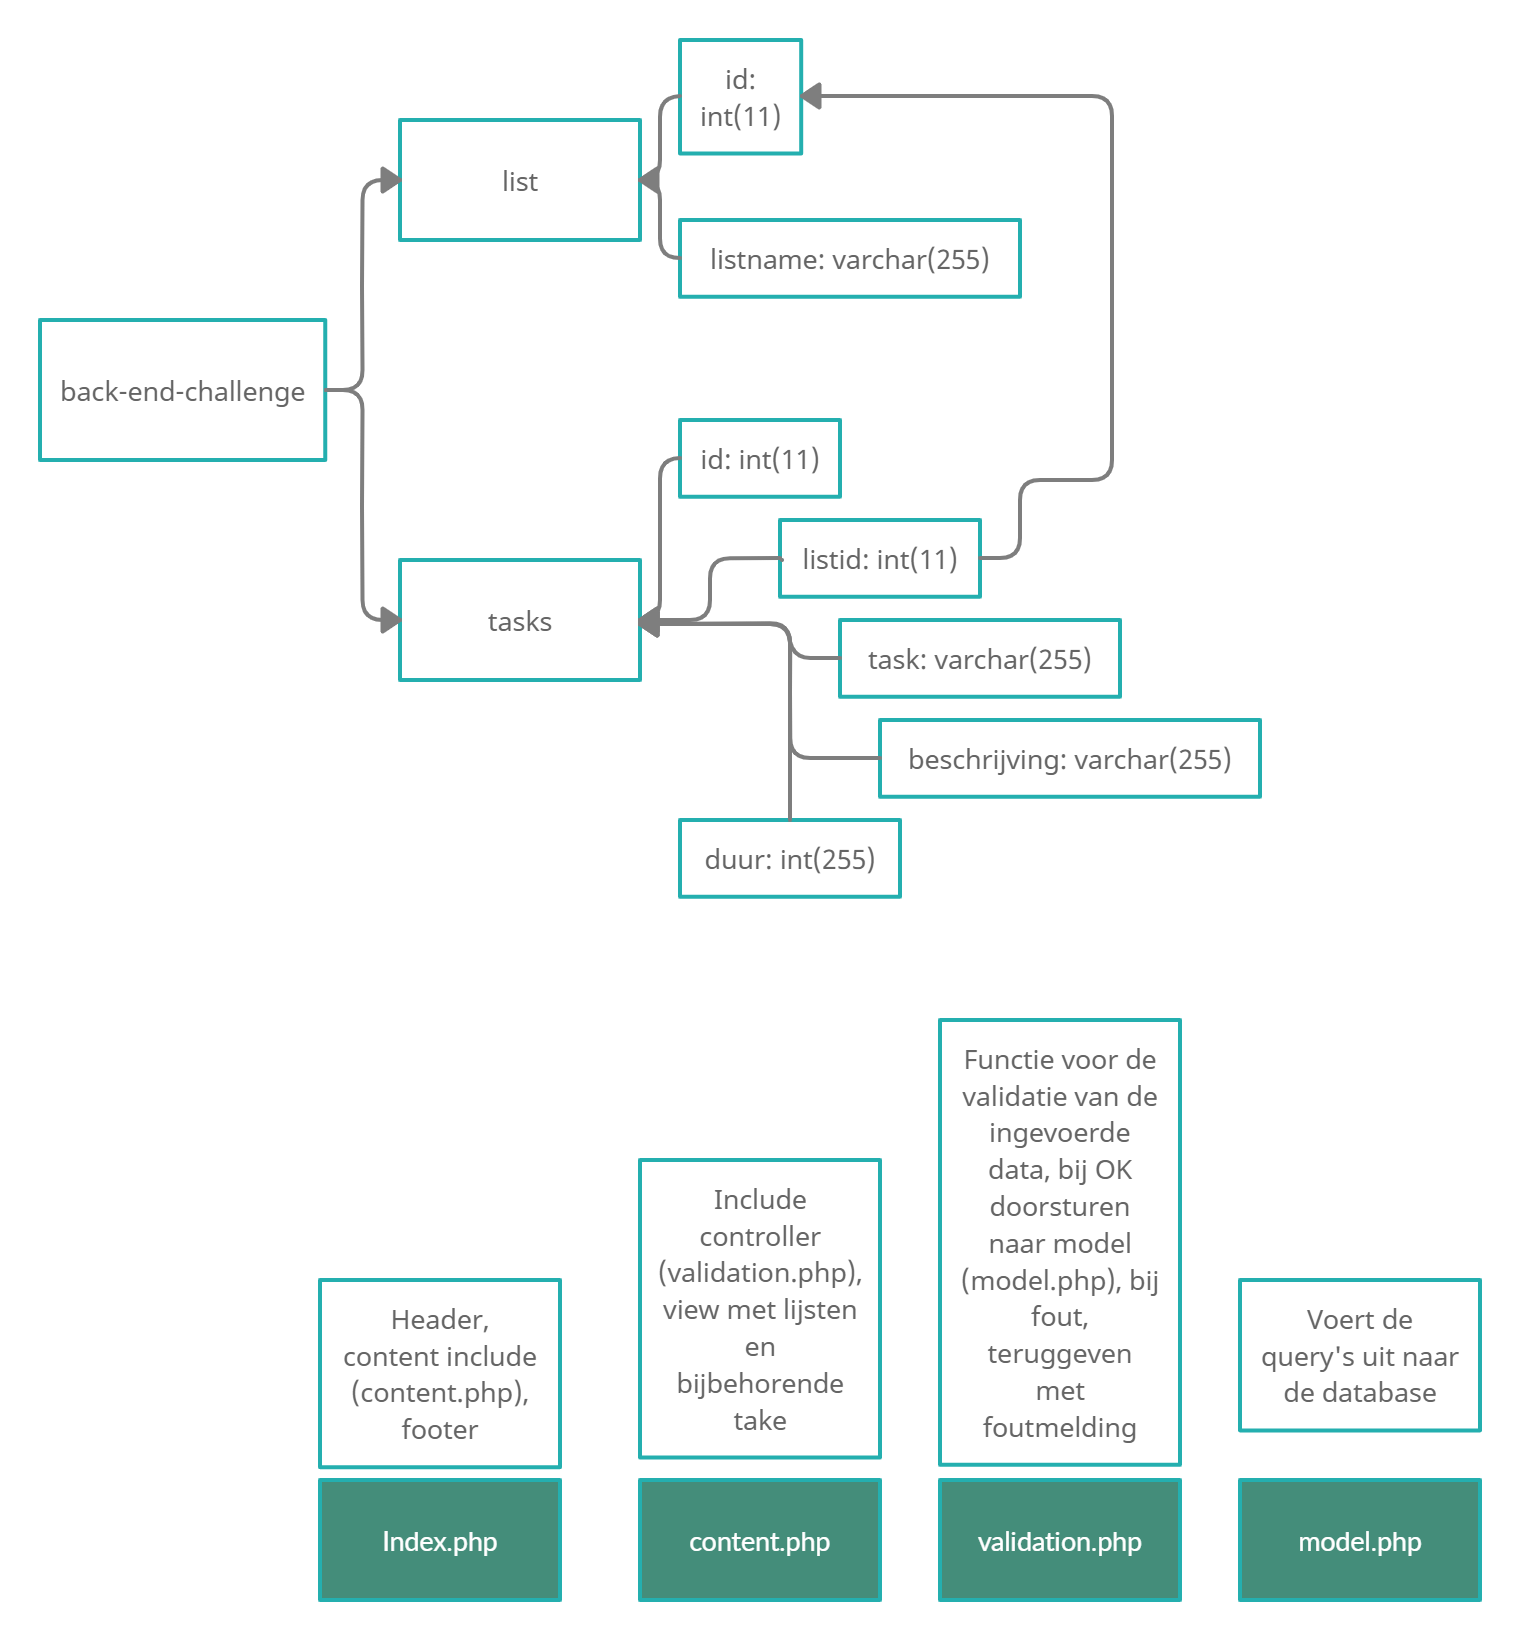 id:
int(11)
list
listname: varchar(255)
back-end-challenge
id: int(11)
listid: int(11)
tasks
task: varchar(255)
beschrijving: varchar(255)
duur: int(255)
Header,
content include
(content.php),
footer
Index.php
Include
controller
(validation.php),
view met lijsten
en
bijbehorende
take
content.php
Functie voor de
validatie van de
ingevoerde
data, bij OK
doorsturen
naar model
(model.php), bij
fout,
teruggeven
met
foutmelding
validation.php
Voert de
query's uit naar
de database
model.php